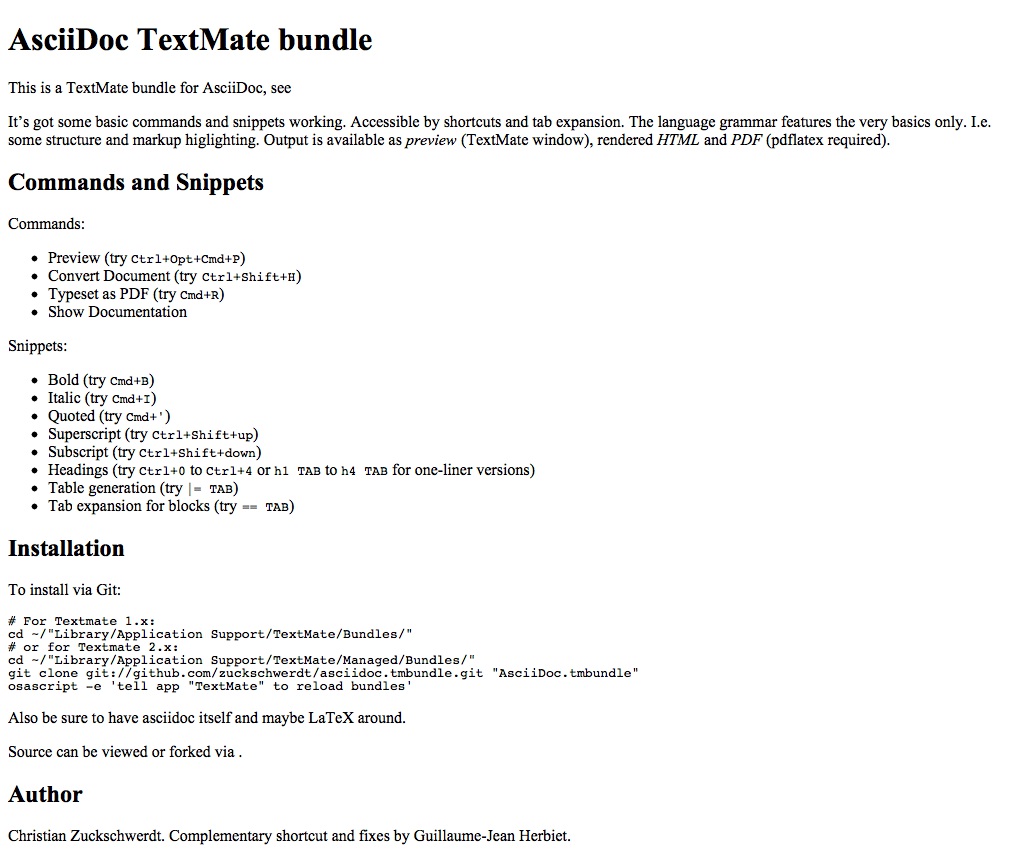 AsciiDoc TextMate bundle
This is a TextMate bundle for AsciiDoc, see
It’s got some basic commands and snippets working. Accessible by shortcuts and tab expansion. The language grammar features the very basics only. I.e.
some structure and markup higlighting. Output is available as preview (TextMate window), rendered HTML and PDF (pdflatex required).
Commands and Snippets
Commands:
• Preview (try Ctrl+Opt+Cmd+P)
• Convert Document (try Ctrl+Shift+H)
• Typeset as PDF (try Cmd+R)
• Show Documentation
Snippets:
• Bold (try Cmd+B)
• Italic (try Cmd+I)
• Quoted (try Cmd+')
• Superscript (try Ctrl+Shift+up)
• Subscript (try Ctrl+Shift+down)
• Headings (try Ctrl+0 to Ctrl+4 or h1 TAB to h4 TAB for one-liner versions)
• Table generation (try |= TAB)
• Tab expansion for blocks (try == TAB)
Installation
To install via Git:
# For Textmate 1.x:
cd ~/"Library/Application Support/TextMate/Bundles/"
# or for Textmate 2.x:
cd ~/"Library/Application Support/TextMate/Managed/Bundles/"
git clone git://github.com/zuckschwerdt/asciidoc.tmbundle.git "AsciiDoc.tmbundle"
osascript -e 'tell app "TextMate" to reload bundles'
Also be sure to have asciidoc itself and maybe LaTeX around.
Source can be viewed or forked via .
Author
Christian Zuckschwerdt. Complementary shortcut and fixes by Guillaume-Jean Herbiet.